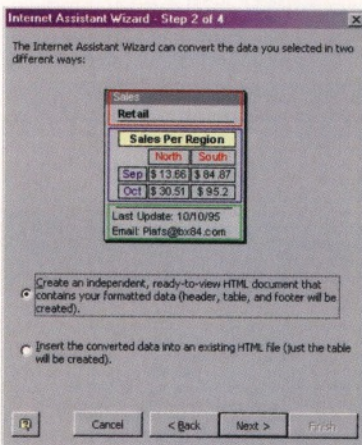 Internet Assistant Wizard - Step 2 of 4
The Internet Assistant Wizard can convert the data you selected in two
different ways:
Sales
Retail
Sales Per Region
North South
Sep $ 13.66 $ 84.87
Oct $ 30.51 $ 95.2
Last Update: 10/10/95
Email: Plafs@bx84.com
Create an independent, ready-to-view HTML document that
contains your formatted data (header, table, and footer will be
created).
Insert the converted data into an existing HTML file (just the table
will be created).
Cancel < Back Next > Finish